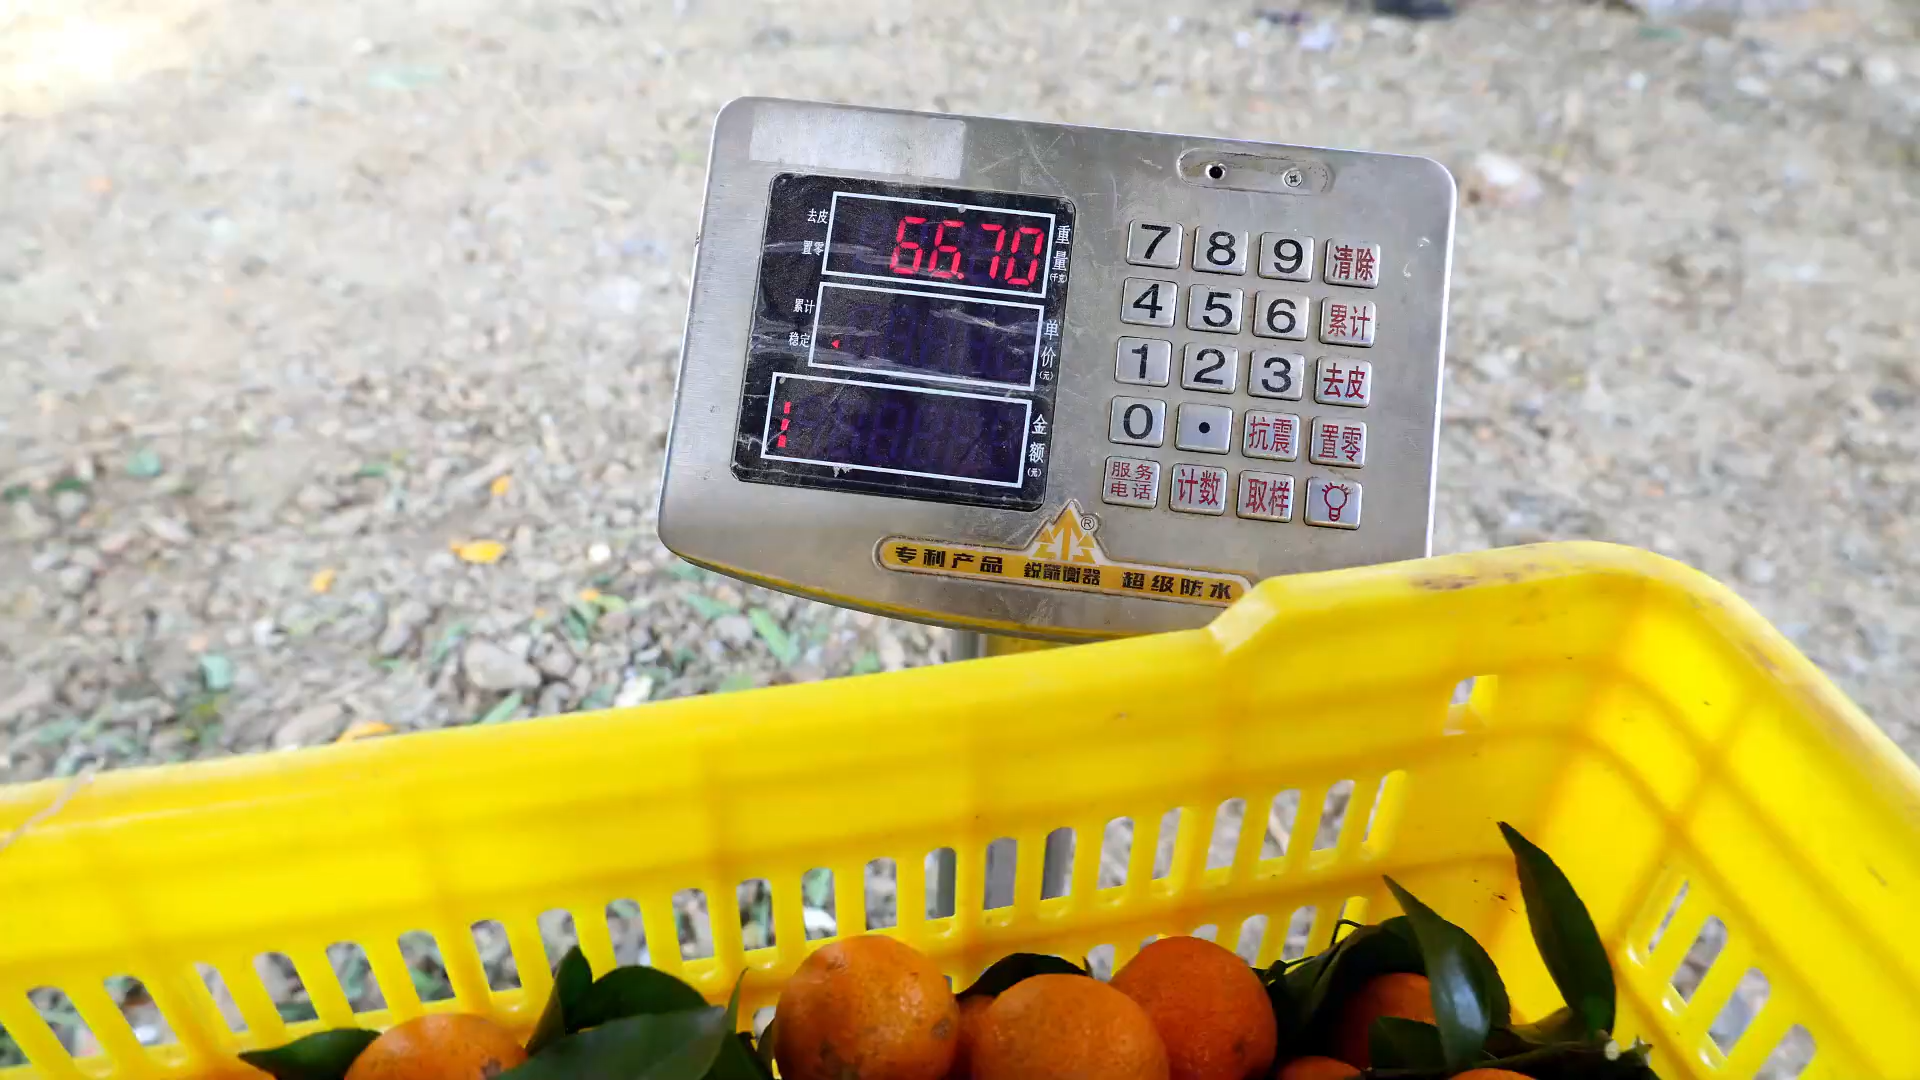 去皮
置零
66.70
重量
(千克)
累计
稳定
单价
(元)
1
金额
(元)
7 8 9 清除
4 5 6 累计
1 2 3 去皮
0 • 抗震 置零
服务电话 计数 取样
专利产品 锐箭衡器® 超级防水